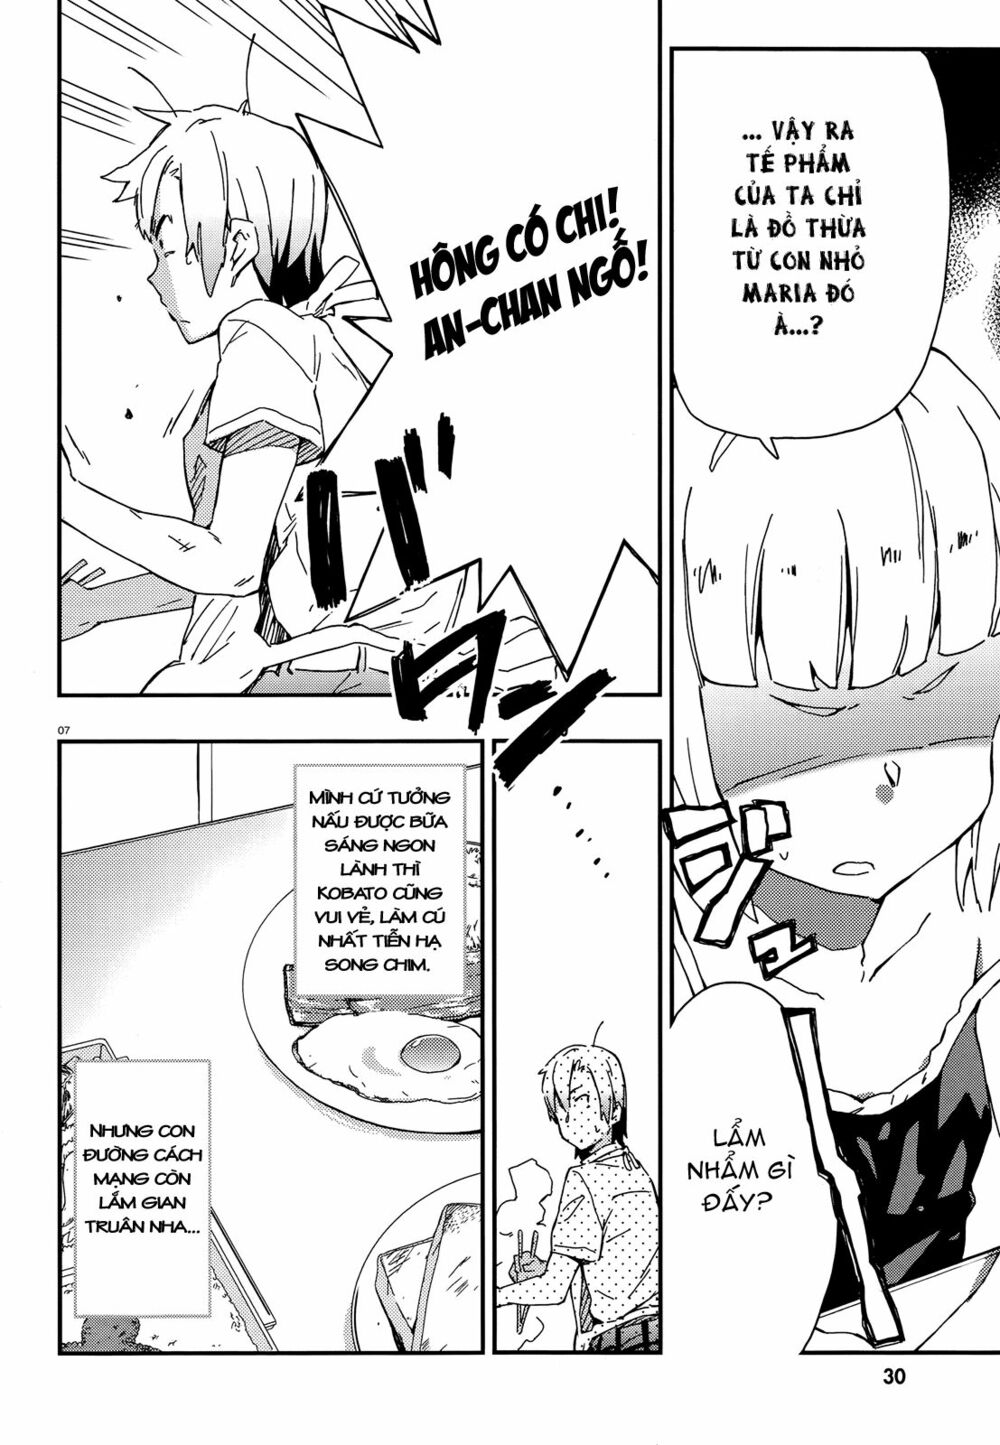 ... VẬY RA
TẾ PHẨM
CỦA TA CHỈ
LÀ ĐỒ THỪA
TỪ CON NHỎ
MARIA ĐÓ
À...?
LẨM
NHẨM GÌ
ĐẤY?
HÔNG CÓ CHI!
AN-CHAN NGỐ!
バタン
07
MÌNH CỨ TƯỞNG
NẤU ĐƯỢC BỮA
SÁNG NGON
LÀNH THÌ
KOBATO CŨNG
VUI VẺ, LÀM CÚ
NHẤT TIỄN HẠ
SONG CHIM.
NHƯNG CON
ĐƯỜNG CÁCH
MẠNG CÒN
LẮM GIAN
TRUÂN NHA...
30